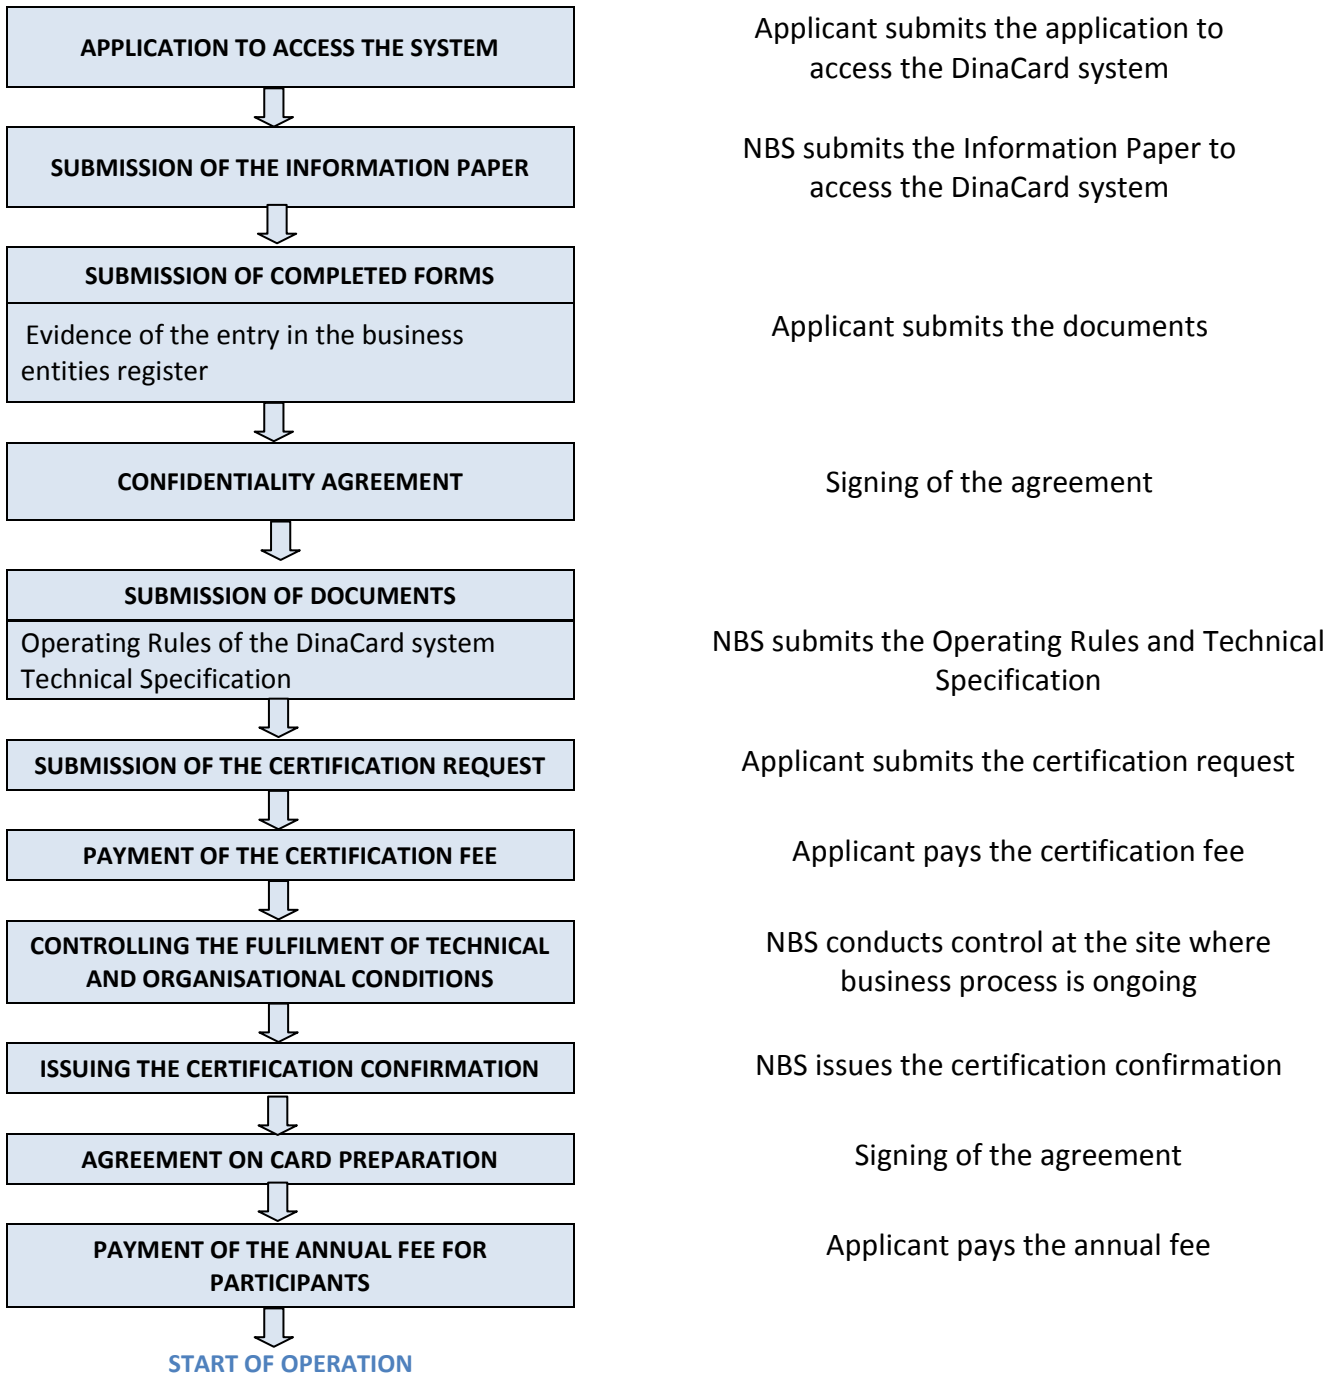 APPLICATION TO ACCESS THE SYSTEM
Applicant submits the application to
access the DinaCard system
SUBMISSION OF THE INFORMATION PAPER
NBS submits the Information Paper to
access the DinaCard system
SUBMISSION OF COMPLETED FORMS
Evidence of the entry in the business
entities register
Applicant submits the documents
CONFIDENTIALITY AGREEMENT
Signing of the agreement
SUBMISSION OF DOCUMENTS
Operating Rules of the DinaCard system
Technical Specification
NBS submits the Operating Rules and Technical
Specification
SUBMISSION OF THE CERTIFICATION REQUEST
Applicant submits the certification request
PAYMENT OF THE CERTIFICATION FEE
Applicant pays the certification fee
CONTROLLING THE FULFILMENT OF TECHNICAL
AND ORGANISATIONAL CONDITIONS
NBS conducts control at the site where
business process is ongoing
ISSUING THE CERTIFICATION CONFIRMATION
NBS issues the certification confirmation
AGREEMENT ON CARD PREPARATION
Signing of the agreement
PAYMENT OF THE ANNUAL FEE FOR
PARTICIPANTS
Applicant pays the annual fee
START OF OPERATION